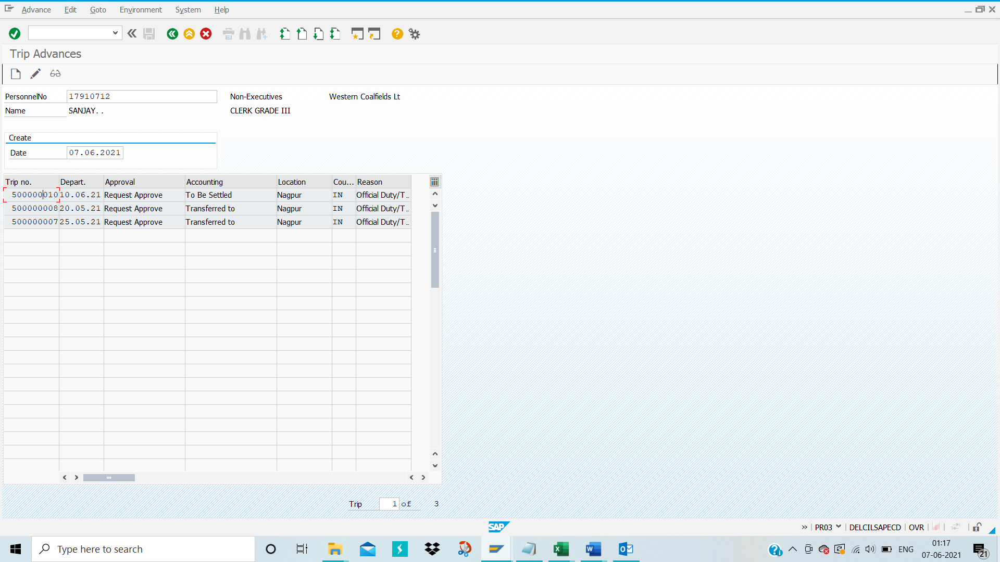 Advance Edit Goto Environment System Help
Trip Advances
PersonnelNo 17910712 Non-Executives Western Coalfields Lt
Name SANJAY. . CLERK GRADE III
Create
Date 07.06.2021
Trip no. Depart. Approval Accounting Location Cou... Reason
500000010 10.06.21 Request Approve To Be Settled Nagpur IN Official Duty/T...
500000008 20.05.21 Request Approve Transferred to Nagpur IN Official Duty/T...
500000007 25.05.21 Request Approve Transferred to Nagpur IN Official Duty/T...
Trip 1 of 3
SAP
PR03 DELCILSAPECD OVR
Type here to search
ENG
01:17
07-06-2021
21